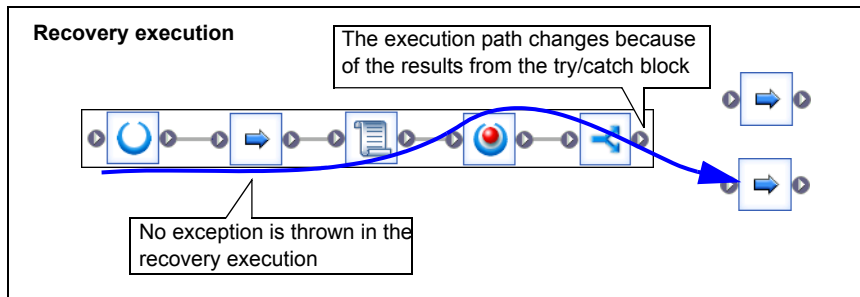 Recovery execution
The execution path changes because
of the results from the try/catch block
No exception is thrown in the
recovery execution